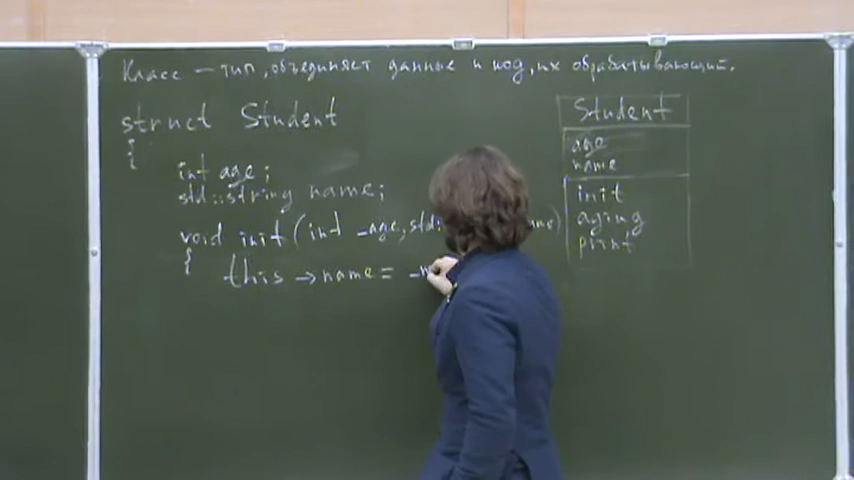 Класс – тип, объединяет данные и код, их обрабатывающий.
struct Student
{
int age;
std::string name;
void init(int _age, std:
{ this -> name = _n
Student
age
name
init
aging
print